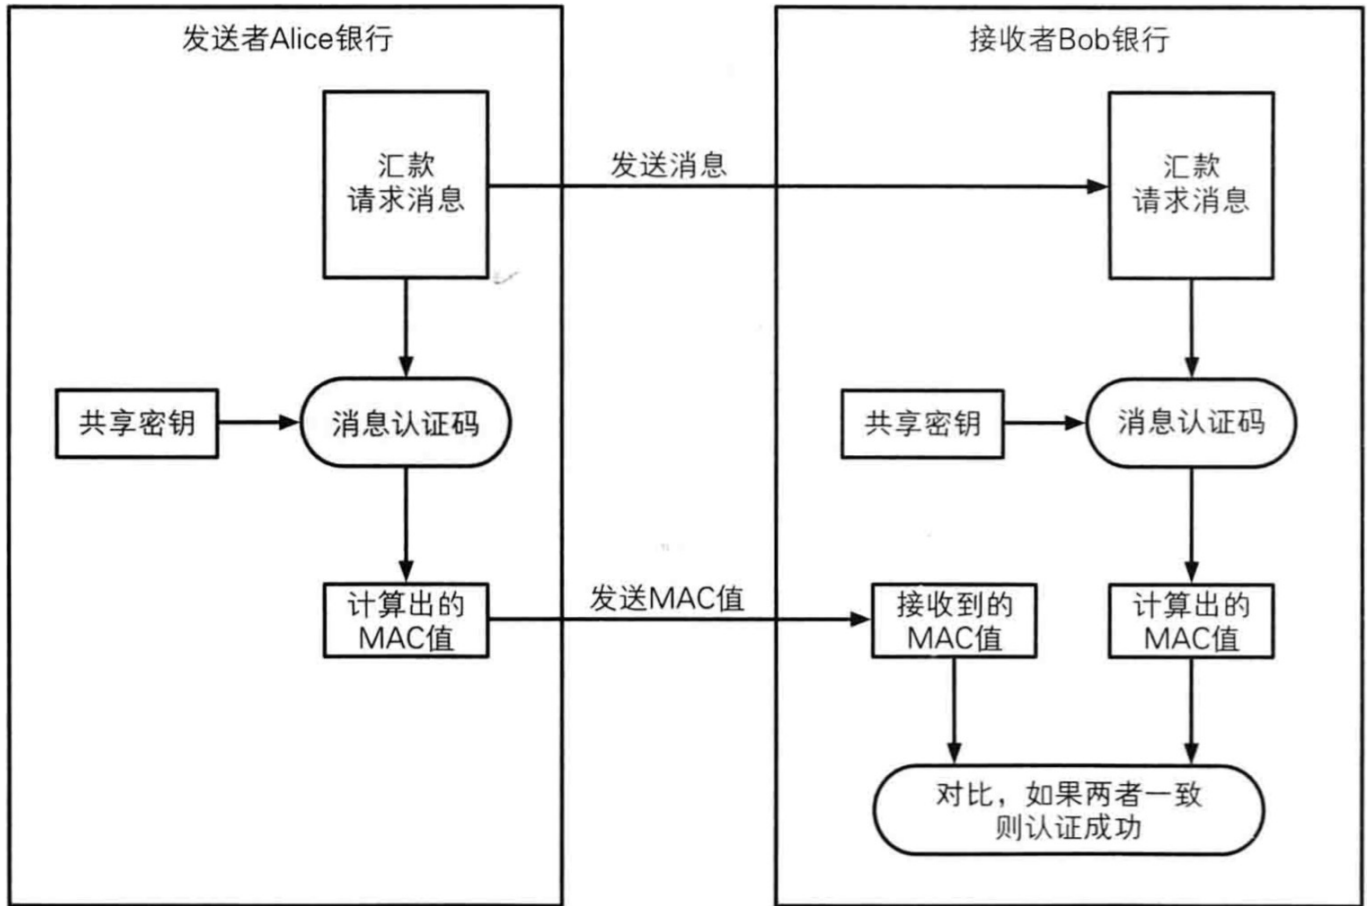 发送者Alice银行
接收者Bob银行
汇款
请求消息
发送消息
汇款
请求消息
共享密钥
消息认证码
共享密钥
消息认证码
计算出的
MAC值
发送MAC值
接收到的
MAC值
计算出的
MAC值
对比，如果两者一致
则认证成功